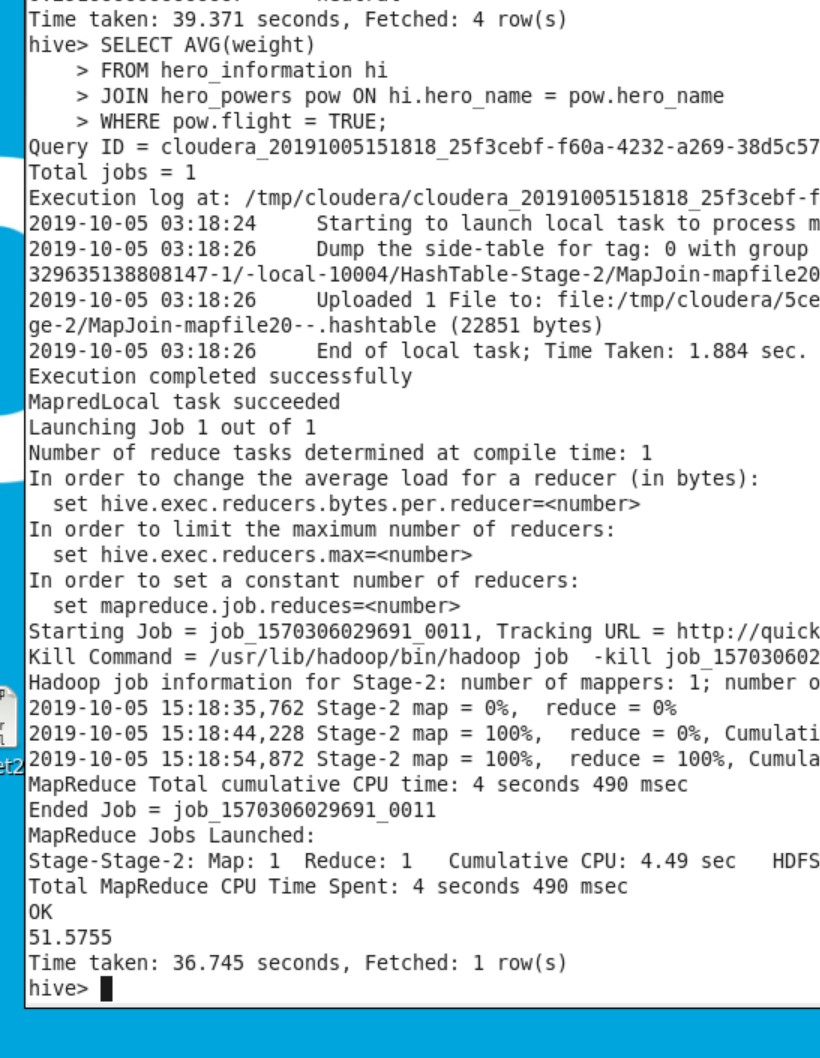 Time taken: 39.371 seconds, Fetched: 4 row(s)
hive> SELECT AVG(weight)
    > FROM hero_information hi
    > JOIN hero_powers pow ON hi.hero_name = pow.hero_name
    > WHERE pow.flight = TRUE;
Query ID = cloudera_20191005151818_25f3cebf-f60a-4232-a269-38d5c57
Total jobs = 1
Execution log at: /tmp/cloudera/cloudera_20191005151818_25f3cebf-f
2019-10-05 03:18:24     Starting to launch local task to process m
2019-10-05 03:18:26     Dump the side-table for tag: 0 with group
329635138808147-1/-local-10004/HashTable-Stage-2/MapJoin-mapfile20
2019-10-05 03:18:26     Uploaded 1 File to: file:/tmp/cloudera/5ce
ge-2/MapJoin-mapfile20--.hashtable (22851 bytes)
2019-10-05 03:18:26     End of local task; Time Taken: 1.884 sec.
Execution completed successfully
MapredLocal task succeeded
Launching Job 1 out of 1
Number of reduce tasks determined at compile time: 1
In order to change the average load for a reducer (in bytes):
  set hive.exec.reducers.bytes.per.reducer=<number>
In order to limit the maximum number of reducers:
  set hive.exec.reducers.max=<number>
In order to set a constant number of reducers:
  set mapreduce.job.reduces=<number>
Starting Job = job_1570306029691_0011, Tracking URL = http://quick
Kill Command = /usr/lib/hadoop/bin/hadoop job  -kill job_157030602
Hadoop job information for Stage-2: number of mappers: 1; number o
2019-10-05 15:18:35,762 Stage-2 map = 0%,  reduce = 0%
2019-10-05 15:18:44,228 Stage-2 map = 100%,  reduce = 0%, Cumulati
2019-10-05 15:18:54,872 Stage-2 map = 100%,  reduce = 100%, Cumula
MapReduce Total cumulative CPU time: 4 seconds 490 msec
Ended Job = job_1570306029691_0011
MapReduce Jobs Launched:
Stage-Stage-2: Map: 1  Reduce: 1   Cumulative CPU: 4.49 sec   HDFS
Total MapReduce CPU Time Spent: 4 seconds 490 msec
OK
51.5755
Time taken: 36.745 seconds, Fetched: 1 row(s)
hive>
et2